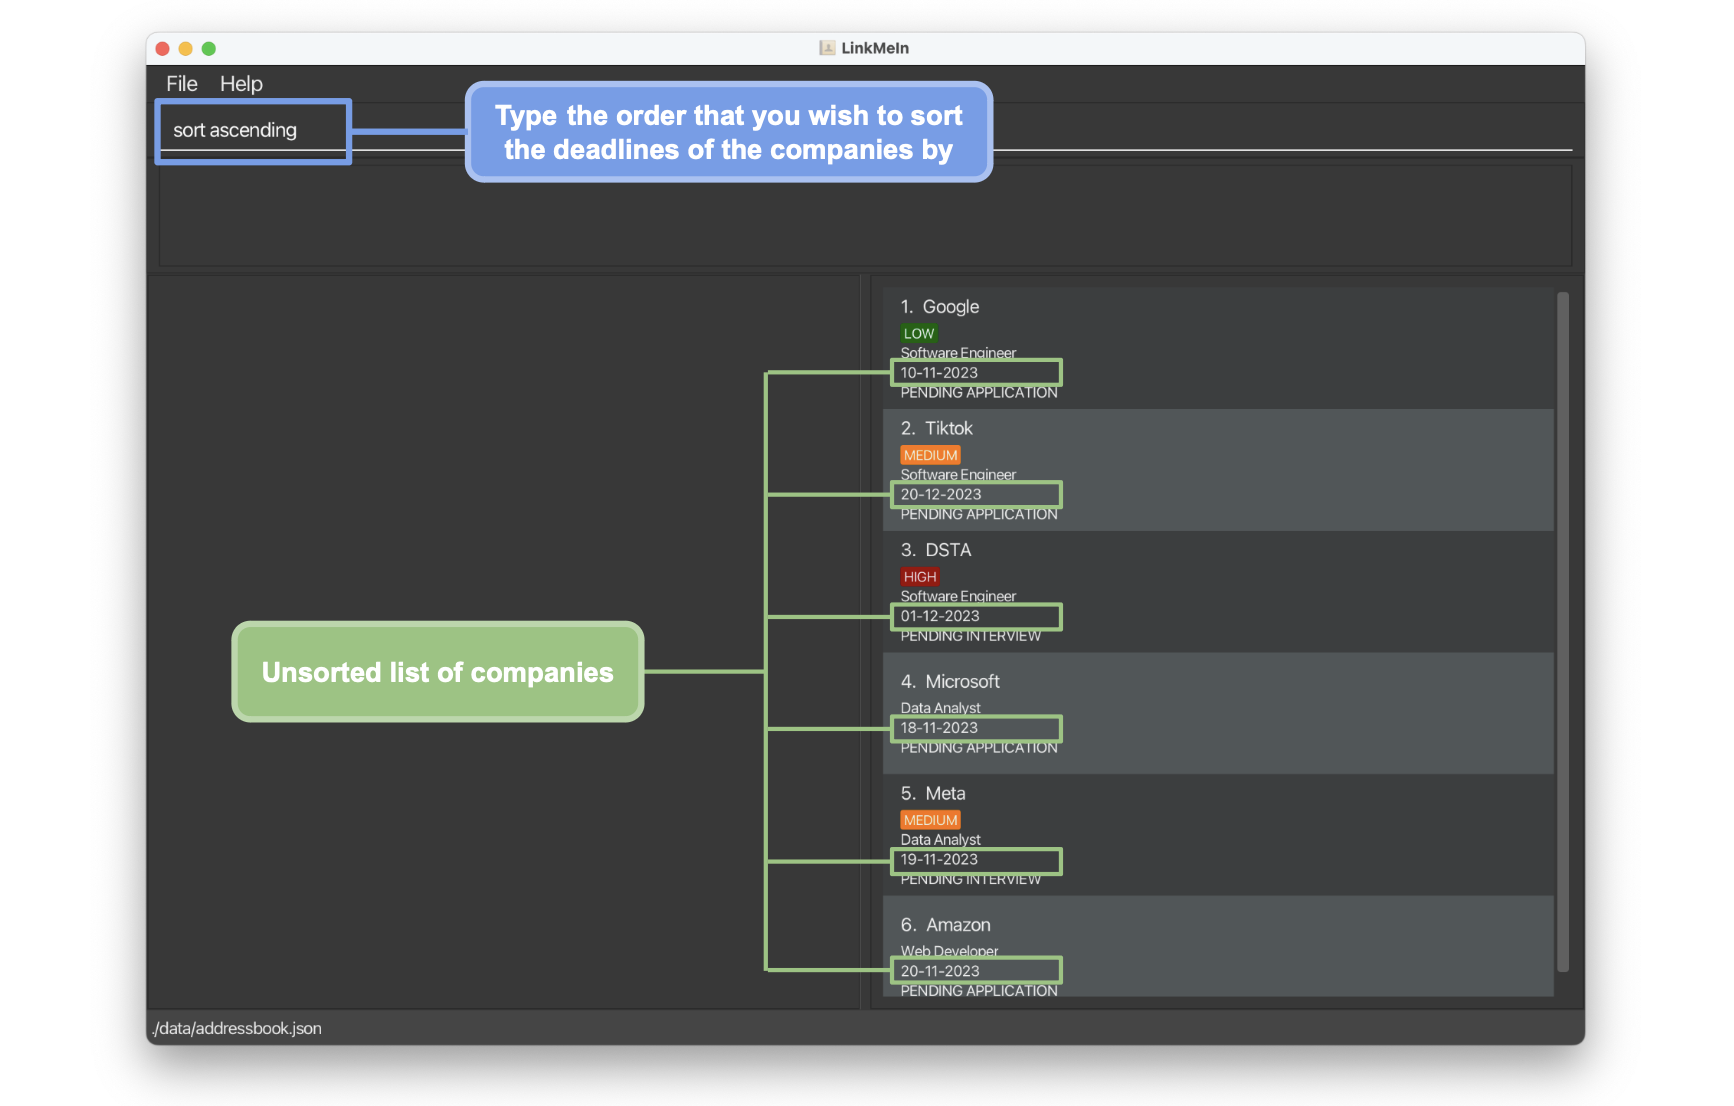 LinkMeIn
File Help
sort ascending
Type the order that you wish to sort
the deadlines of the companies by
Unsorted list of companies
1. Google
LOW
Software Engineer
10-11-2023
PENDING APPLICATION
2. Tiktok
MEDIUM
Software Engineer
20-12-2023
PENDING APPLICATION
3. DSTA
HIGH
Software Engineer
01-12-2023
PENDING INTERVIEW
4. Microsoft
Data Analyst
18-11-2023
PENDING APPLICATION
5. Meta
MEDIUM
Data Analyst
19-11-2023
PENDING INTERVIEW
6. Amazon
Web Developer
20-11-2023
PENDING APPLICATION
./data/addressbook.json